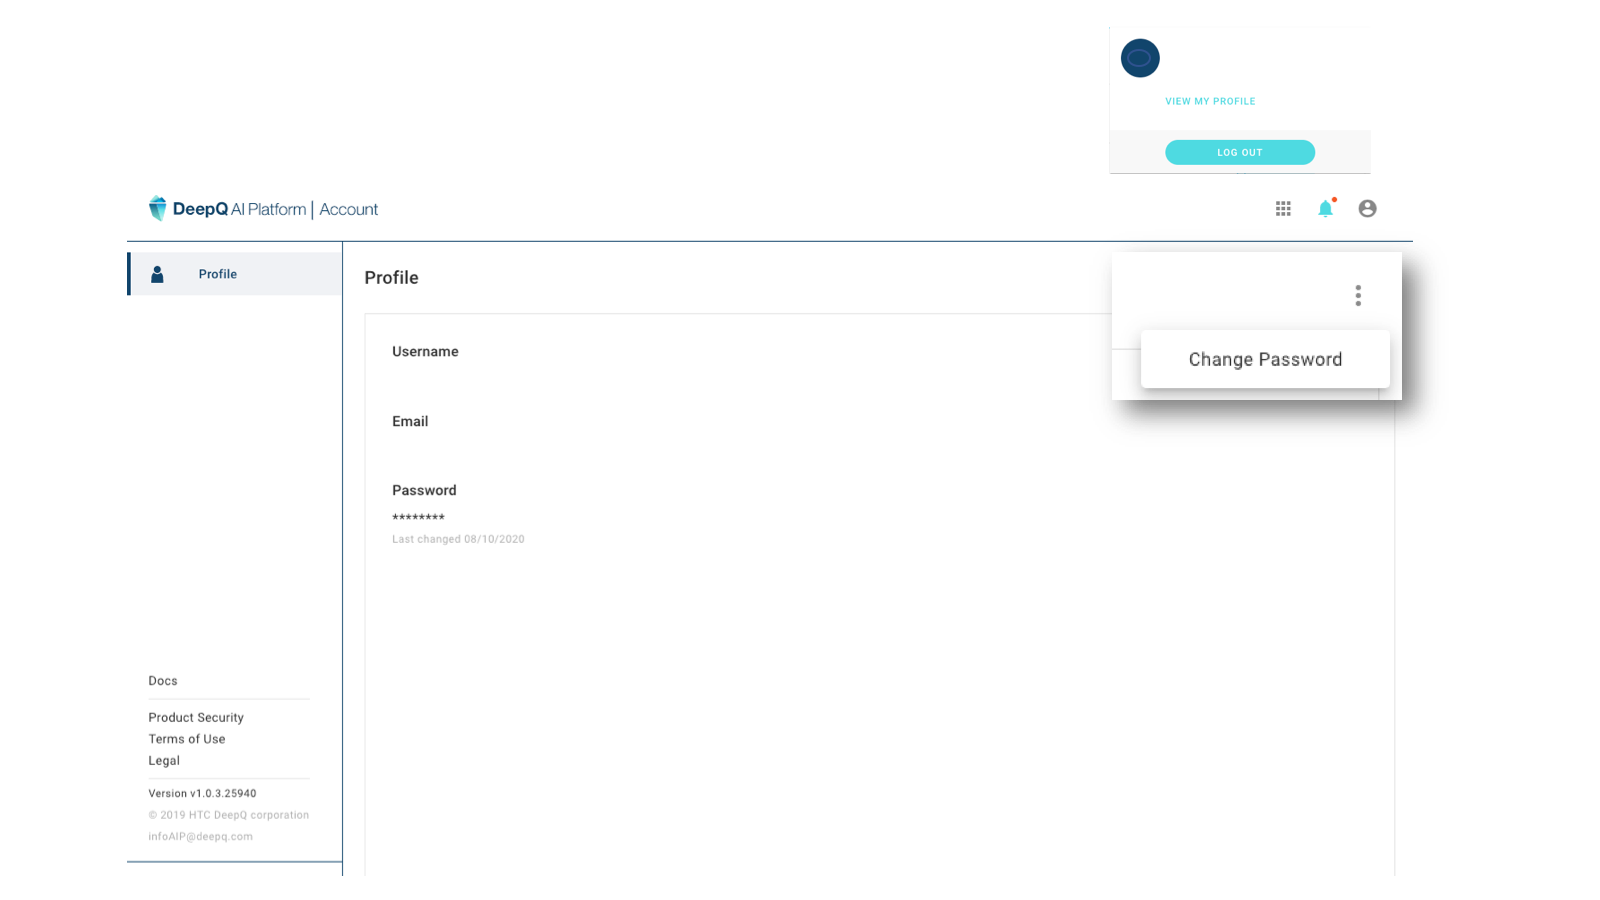 VIEW MY PROFILE
LOG OUT
DeepQ AI Platform | Account
Profile
Profile
Change Password
Username
Email
Password
********
Last changed 08/10/2020
Docs
Product Security
Terms of Use
Legal
Version v1.0.3.25940
© 2019 HTC DeepQ corporation
infoAIP@deepq.com